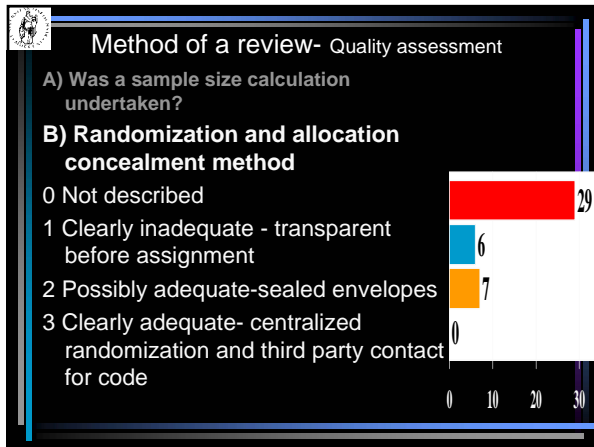 Method of a review- Quality assessment
A) Was a sample size calculation
undertaken?
B) Randomization and allocation
concealment method
0 Not described
29
1 Clearly inadequate - transparent
before assignment
6
2 Possibly adequate-sealed envelopes
7
3 Clearly adequate- centralized
randomization and third party contact
for code
0
0 10 20 30